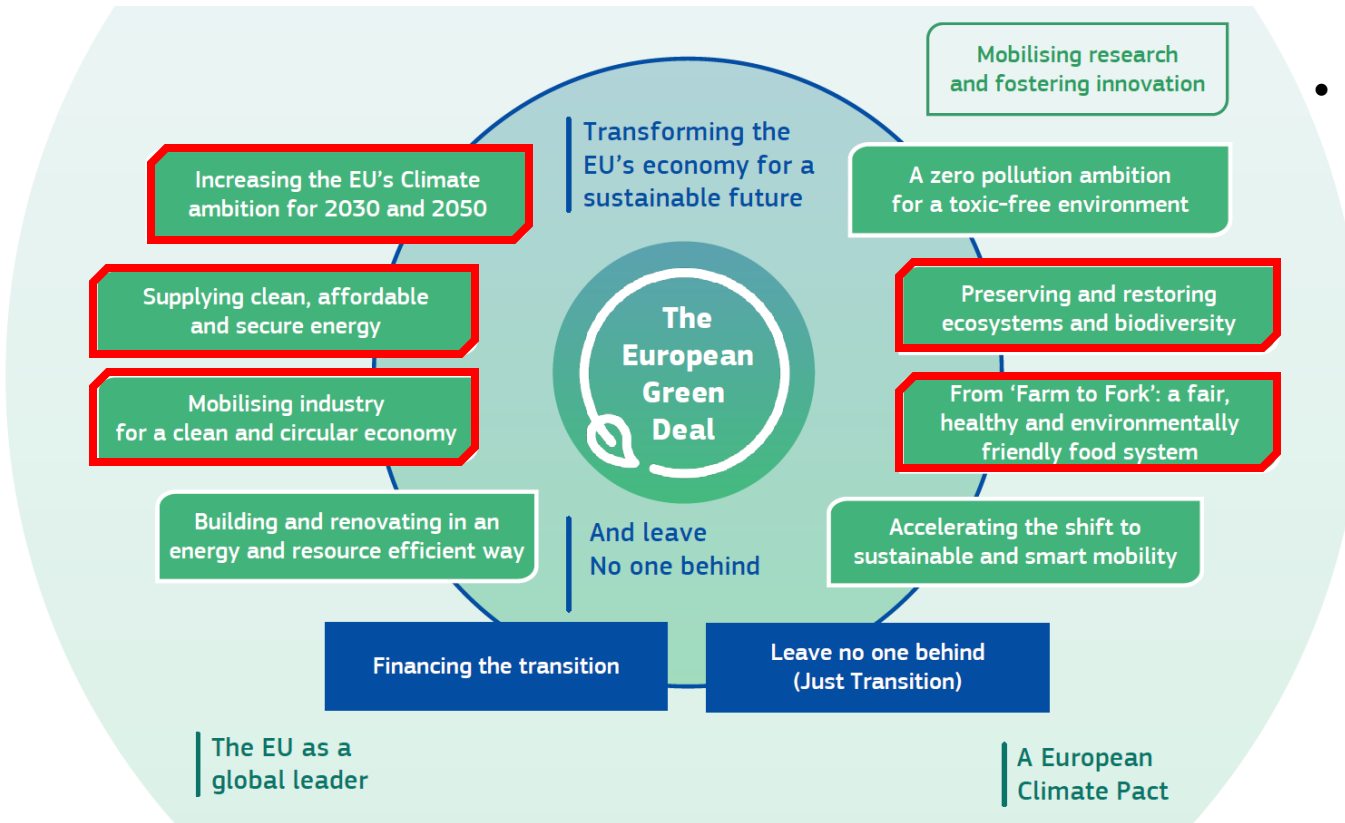 Mobilising research
and fostering innovation
Transforming the
EU's economy for a
sustainable future
Increasing the EU's Climate
ambition for 2030 and 2050
A zero pollution ambition
for a toxic-free environment
Supplying clean, affordable
and secure energy
Preserving and restoring
ecosystems and biodiversity
The
European
Green
Deal
Mobilising industry
for a clean and circular economy
From ‘Farm to Fork’: a fair,
healthy and environmentally
friendly food system
Building and renovating in an
energy and resource efficient way
And leave
No one behind
Accelerating the shift to
sustainable and smart mobility
Financing the transition
Leave no one behind
(Just Transition)
The EU as a
global leader
A European
Climate Pact